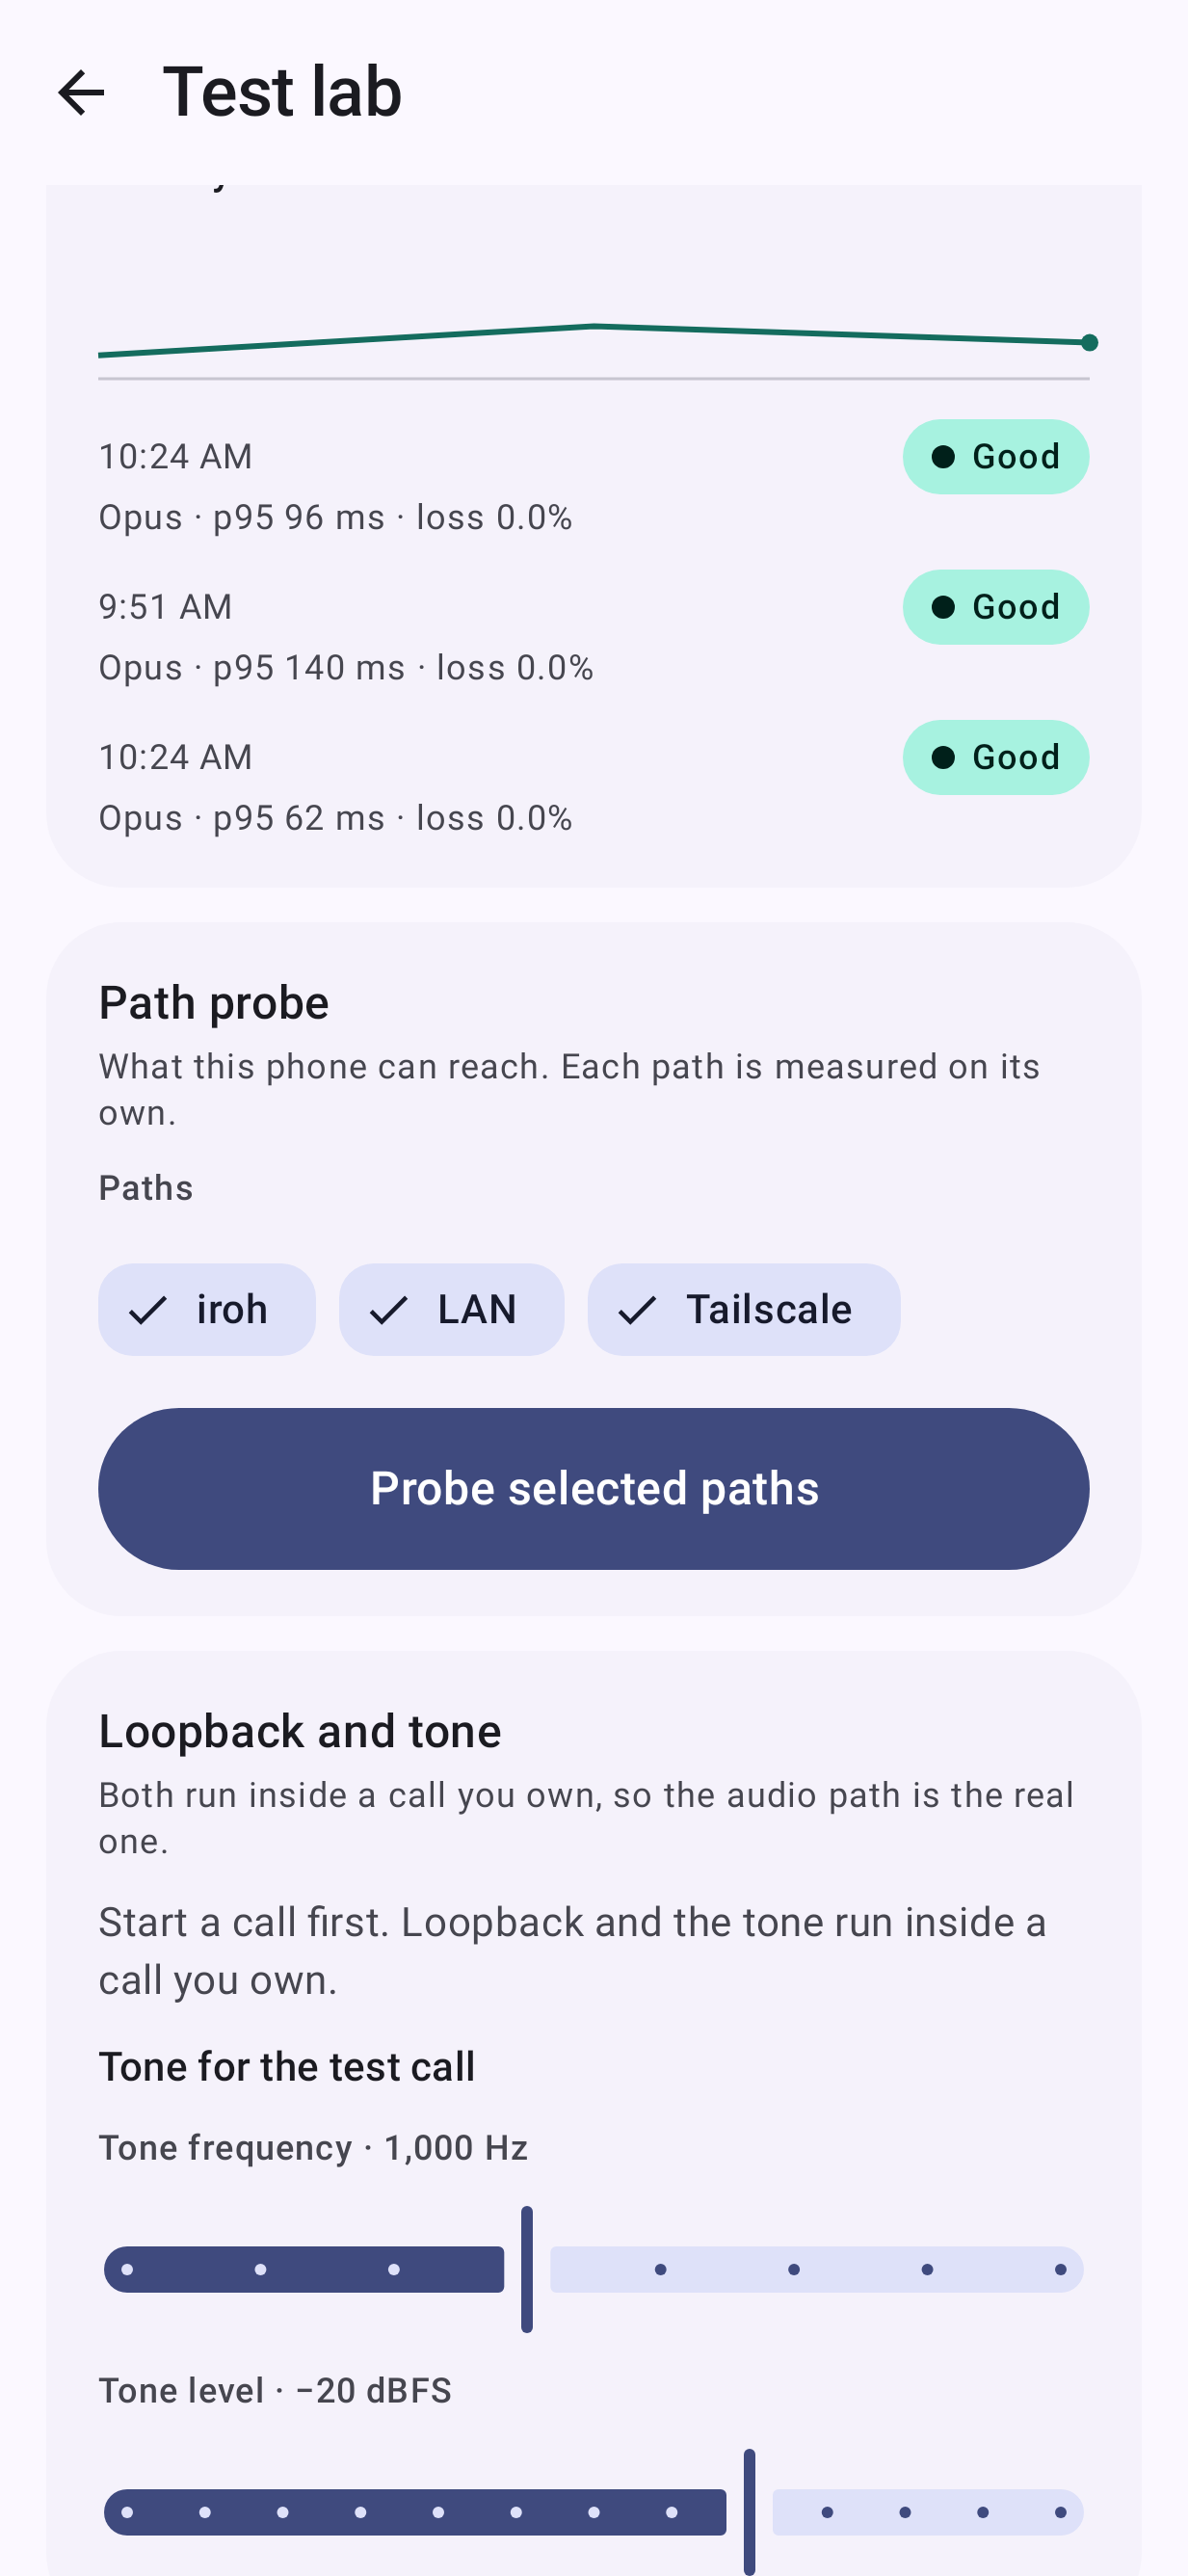 Test lab
10:24 AM
Good
Opus · p95 96 ms · loss 0.0%
9:51 AM
Good
Opus · p95 140 ms · loss 0.0%
10:24 AM
Good
Opus · p95 62 ms · loss 0.0%
Path probe
What this phone can reach. Each path is measured on its
own.
Paths
iroh
LAN
Tailscale
Probe selected paths
Loopback and tone
Both run inside a call you own, so the audio path is the real
one.
Start a call first. Loopback and the tone run inside a
call you own.
Tone for the test call
Tone frequency · 1,000 Hz
Tone level · −20 dBFS